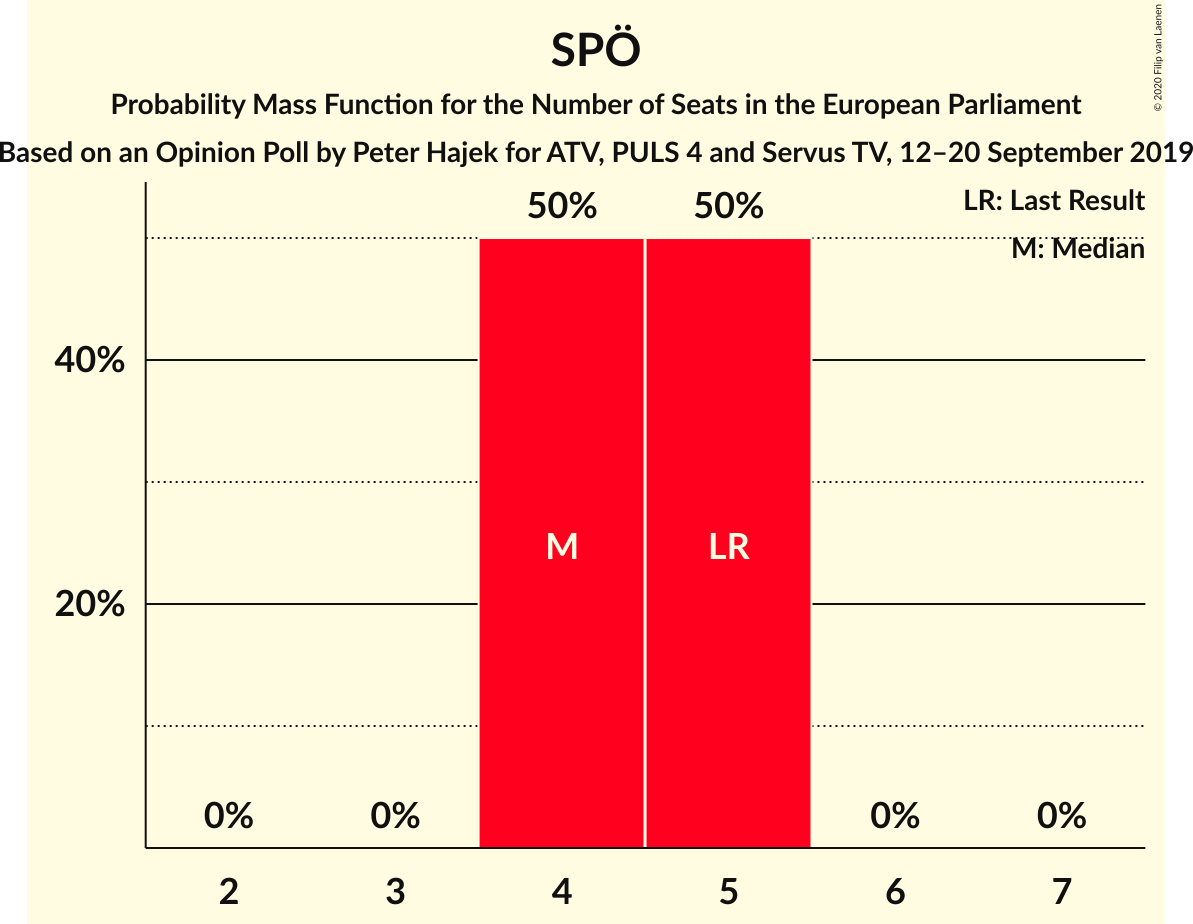 SPÖ
Probability Mass Function for the Number of Seats in the European Parliament
Based on an Opinion Poll by Peter Hajek for ATV, PULS 4 and Servus TV, 12–20 September 2019
© 2020 Filip van Laenen
LR: Last Result
M: Median
50% 50%
40%
M LR
20%
0% 0% 0% 0%
2 3 4 5 6 7